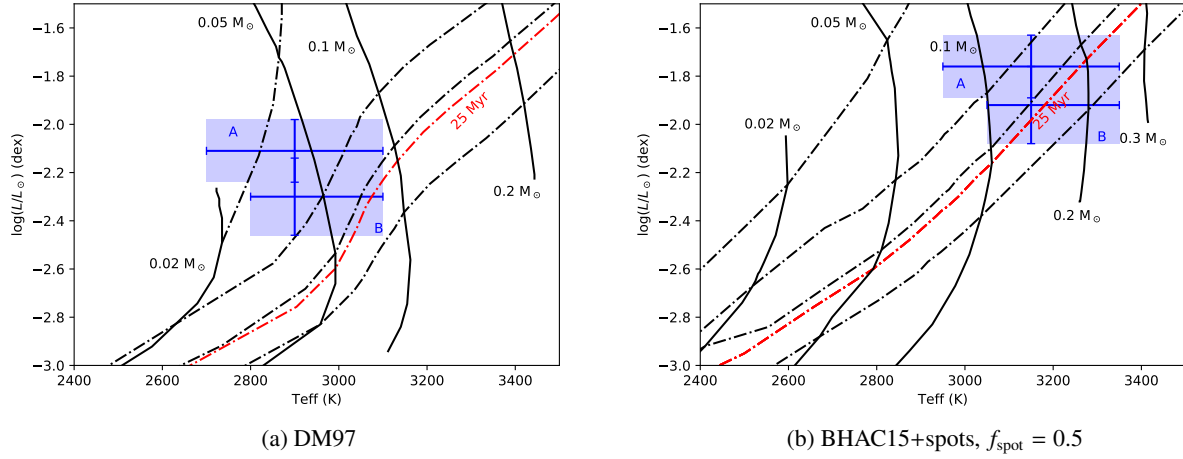 −1.6
−1.8
−2.0
−2.2
−2.4
−2.6
−2.8
−3.0
log(L/L⊙) (dex)
2400 2600 2800 3000 3200 3400
Teff (K)
0.05 M⊙
0.1 M⊙
25 Myr
A
B
0.2 M⊙
0.02 M⊙
(a) DM97
−1.6
−1.8
−2.0
−2.2
−2.4
−2.6
−2.8
−3.0
log(L/L⊙) (dex)
2400 2600 2800 3000 3200 3400
Teff (K)
0.05 M⊙
0.1 M⊙
A
25 Myr
B
0.02 M⊙
0.3 M⊙
0.2 M⊙
(b) BHAC15+spots, fspot = 0.5